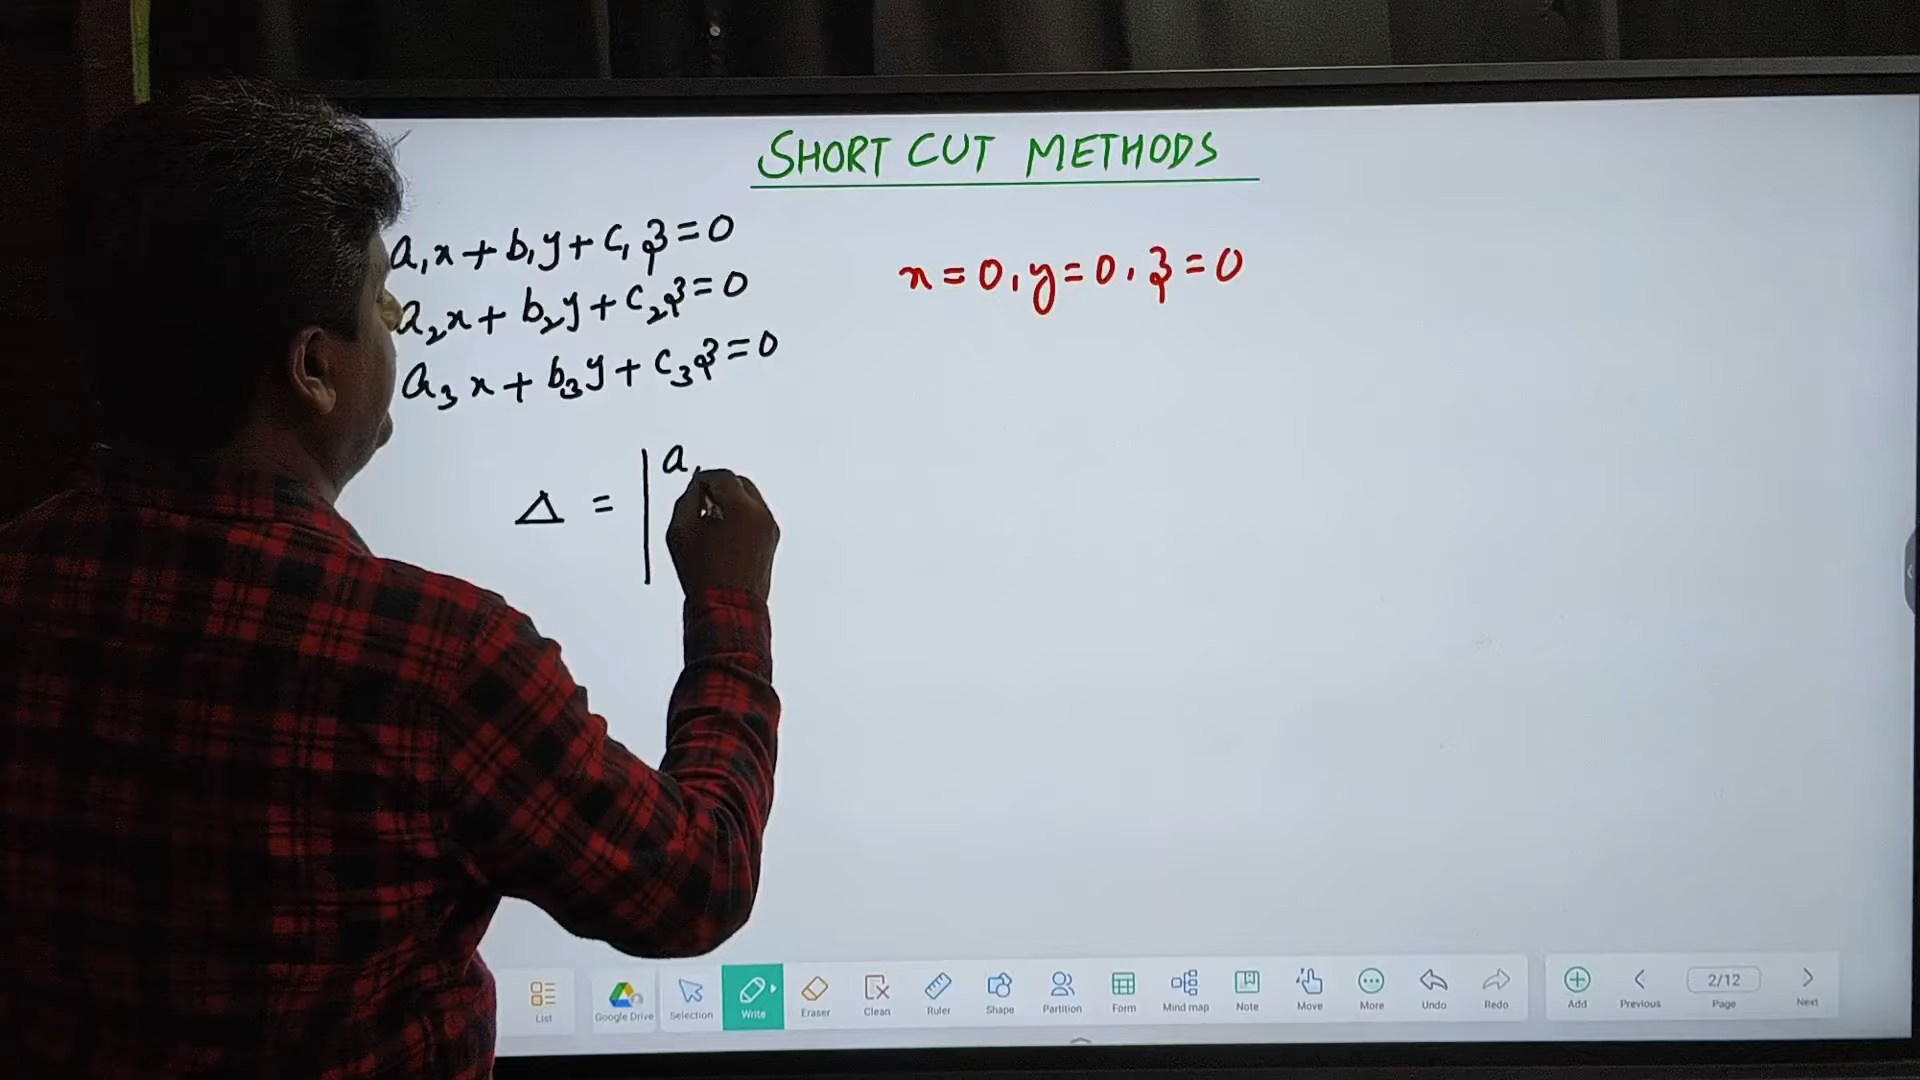 SHORT CUT METHODS
a₁x + b₁y + c₁z = 0
a₂x + b₂y + c₂z = 0
a₃x + b₃y + c₃z = 0
x = 0, y = 0, z = 0
Δ = | a₁
List
Google Drive
Selection
Write
Eraser
Clean
Ruler
Shape
Partition
Form
Mind map
Note
Move
More
Undo
Redo
Add
Previous
2/12
Page
Next